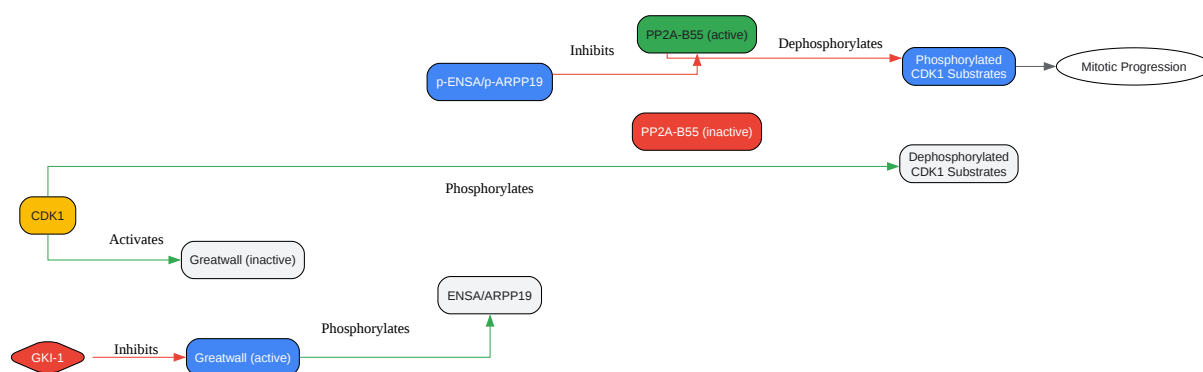 PP2A-B55 (active)
Inhibits
Dephosphorylates
p-ENSA/p-ARPP19
Phosphorylated
CDK1 Substrates
Mitotic Progression
PP2A-B55 (inactive)
Dephosphorylated
CDK1 Substrates
Phosphorylates
CDK1
Activates
Greatwall (inactive)
ENSA/ARPP19
Phosphorylates
GKI-1
Inhibits
Greatwall (active)